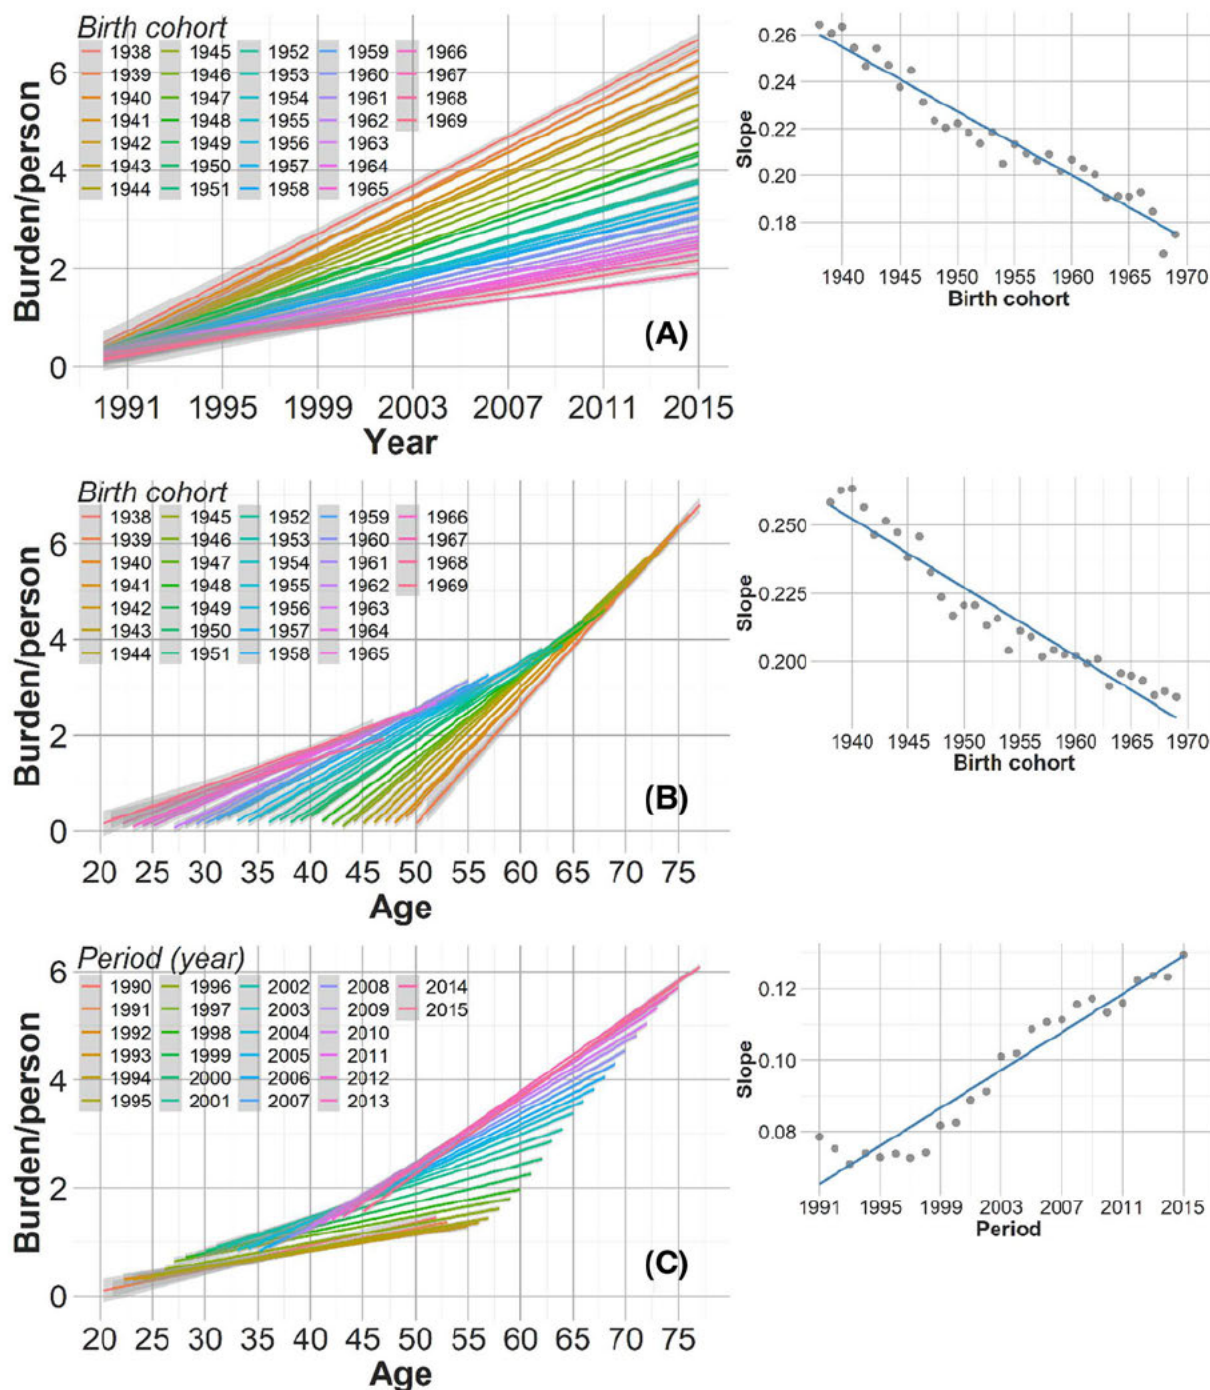 Birth cohort
1938 1945 1952 1959 1966
1939 1946 1953 1960 1967
1940 1947 1954 1961 1968
1941 1948 1955 1962 1969
1942 1949 1956 1963
1943 1950 1957 1964
1944 1951 1958 1965
6
4
2
0
Burden/person
(A)
1991 1995 1999 2003 2007 2011 2015
Year
0.26
0.22
0.20
0.18
Slope
1940 1945 1950 1955 1960 1965 1970
Birth cohort
Birth cohort
1938 1945 1952 1959 1966
1939 1946 1953 1960 1967
1940 1947 1954 1961 1968
1941 1948 1955 1962 1969
1942 1949 1956 1963
1943 1950 1957 1964
1944 1951 1958 1965
6
4
2
0
Burden/person
(B)
20 25 30 35 40 45 50 55 60 65 70 75
Age
0.250
0.225
0.200
Slope
1940 1945 1950 1955 1960 1965 1970
Birth cohort
Period (year)
1990 1996 2002 2008 2014
1991 1997 2003 2009 2015
1992 1998 2004 2010
1993 1999 2005 2011
1994 2000 2006 2012
1995 2001 2007 2013
6
4
2
0
Burden/person
(C)
20 25 30 35 40 45 50 55 60 65 70 75
Age
0.12
0.10
0.08
Slope
1991 1995 1999 2003 2007 2011 2015
Period